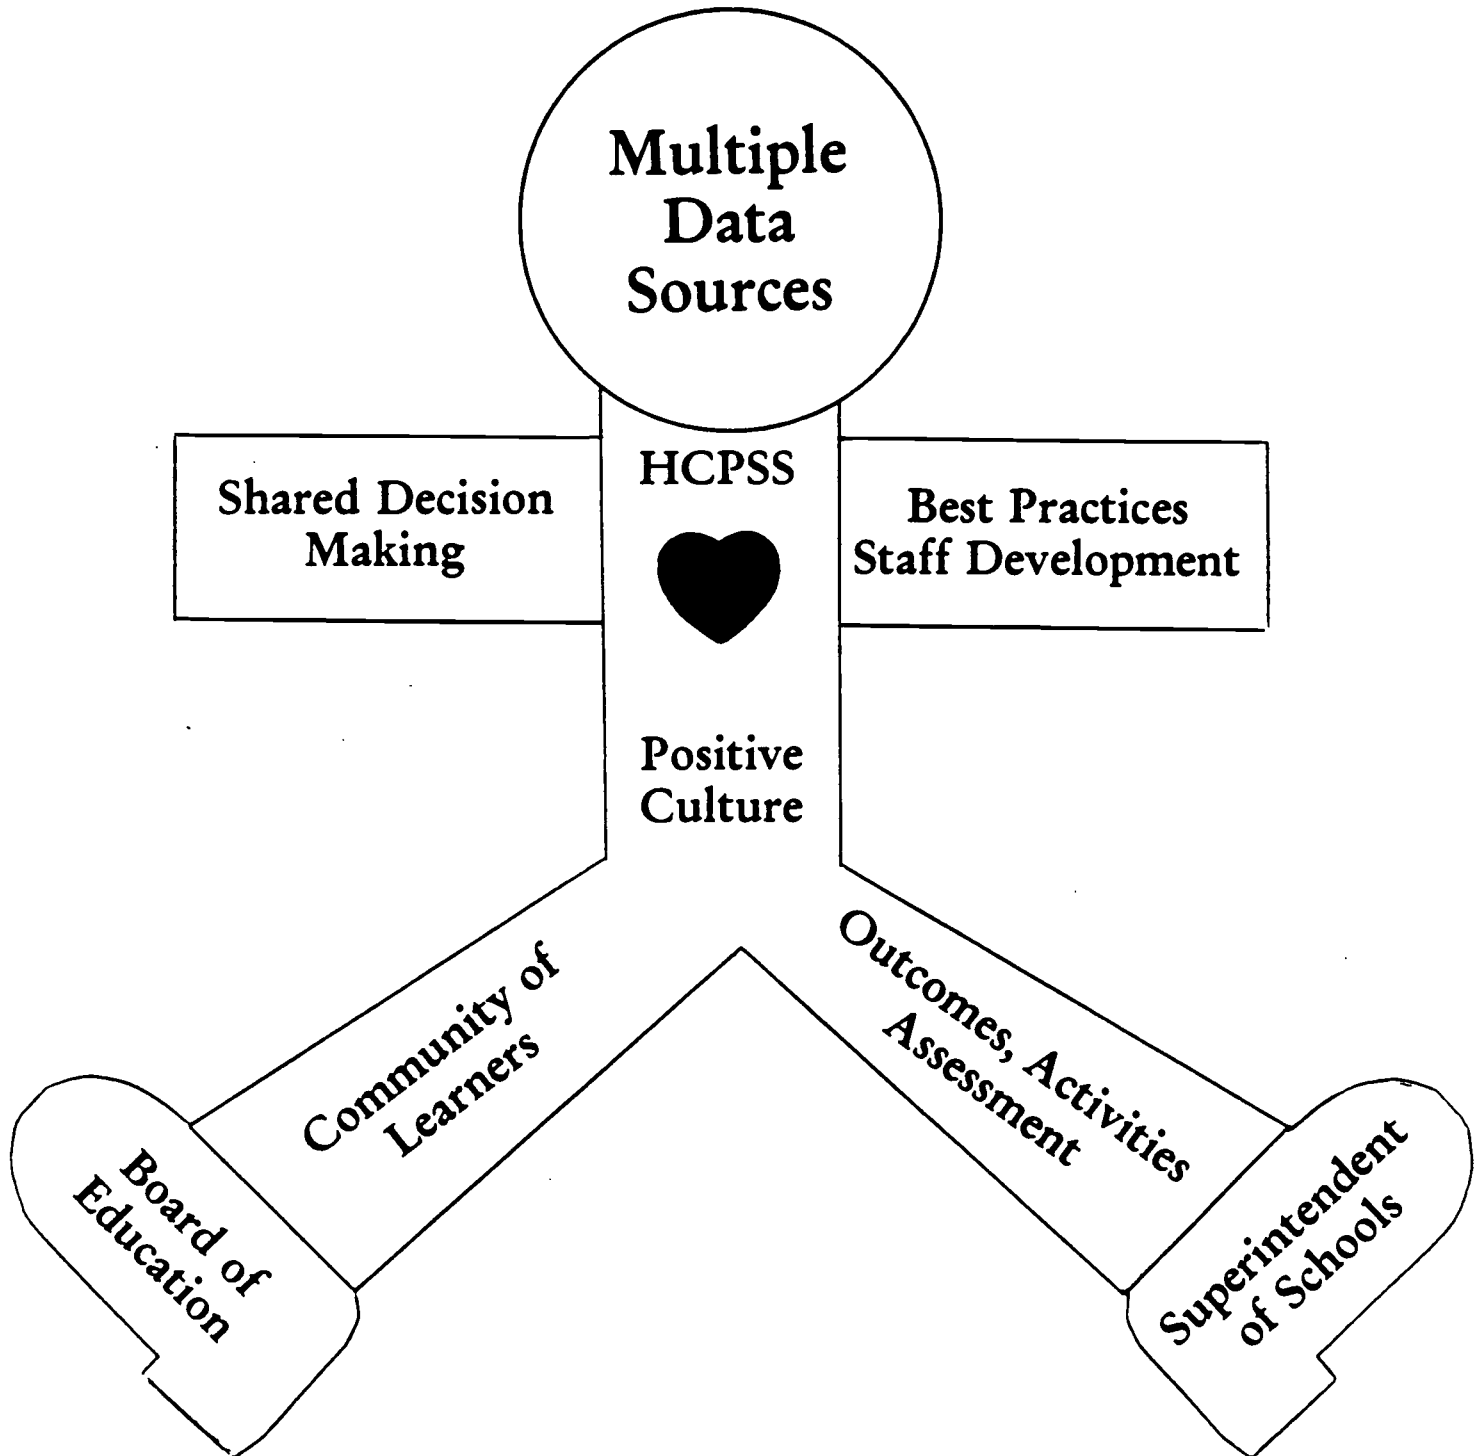 Multiple
Data
Sources
HCPSS
Shared Decision
Making
Best Practices
Staff Development
Positive
Culture
Community of
Learners
Outcomes, Activities
Assessment
Board of
Education
Superintendent
of Schools